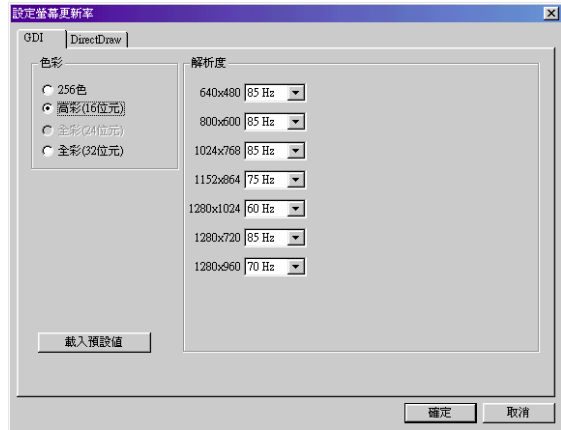 設定螢幕更新率
GDI DirectDraw
色彩
256色
高彩(16位元)
全彩(24位元)
全彩(32位元)
載入預設值
解析度
640x480 85 Hz
800x600 85 Hz
1024x768 85 Hz
1152x864 75 Hz
1280x1024 60 Hz
1280x720 85 Hz
1280x960 70 Hz
確定 取消